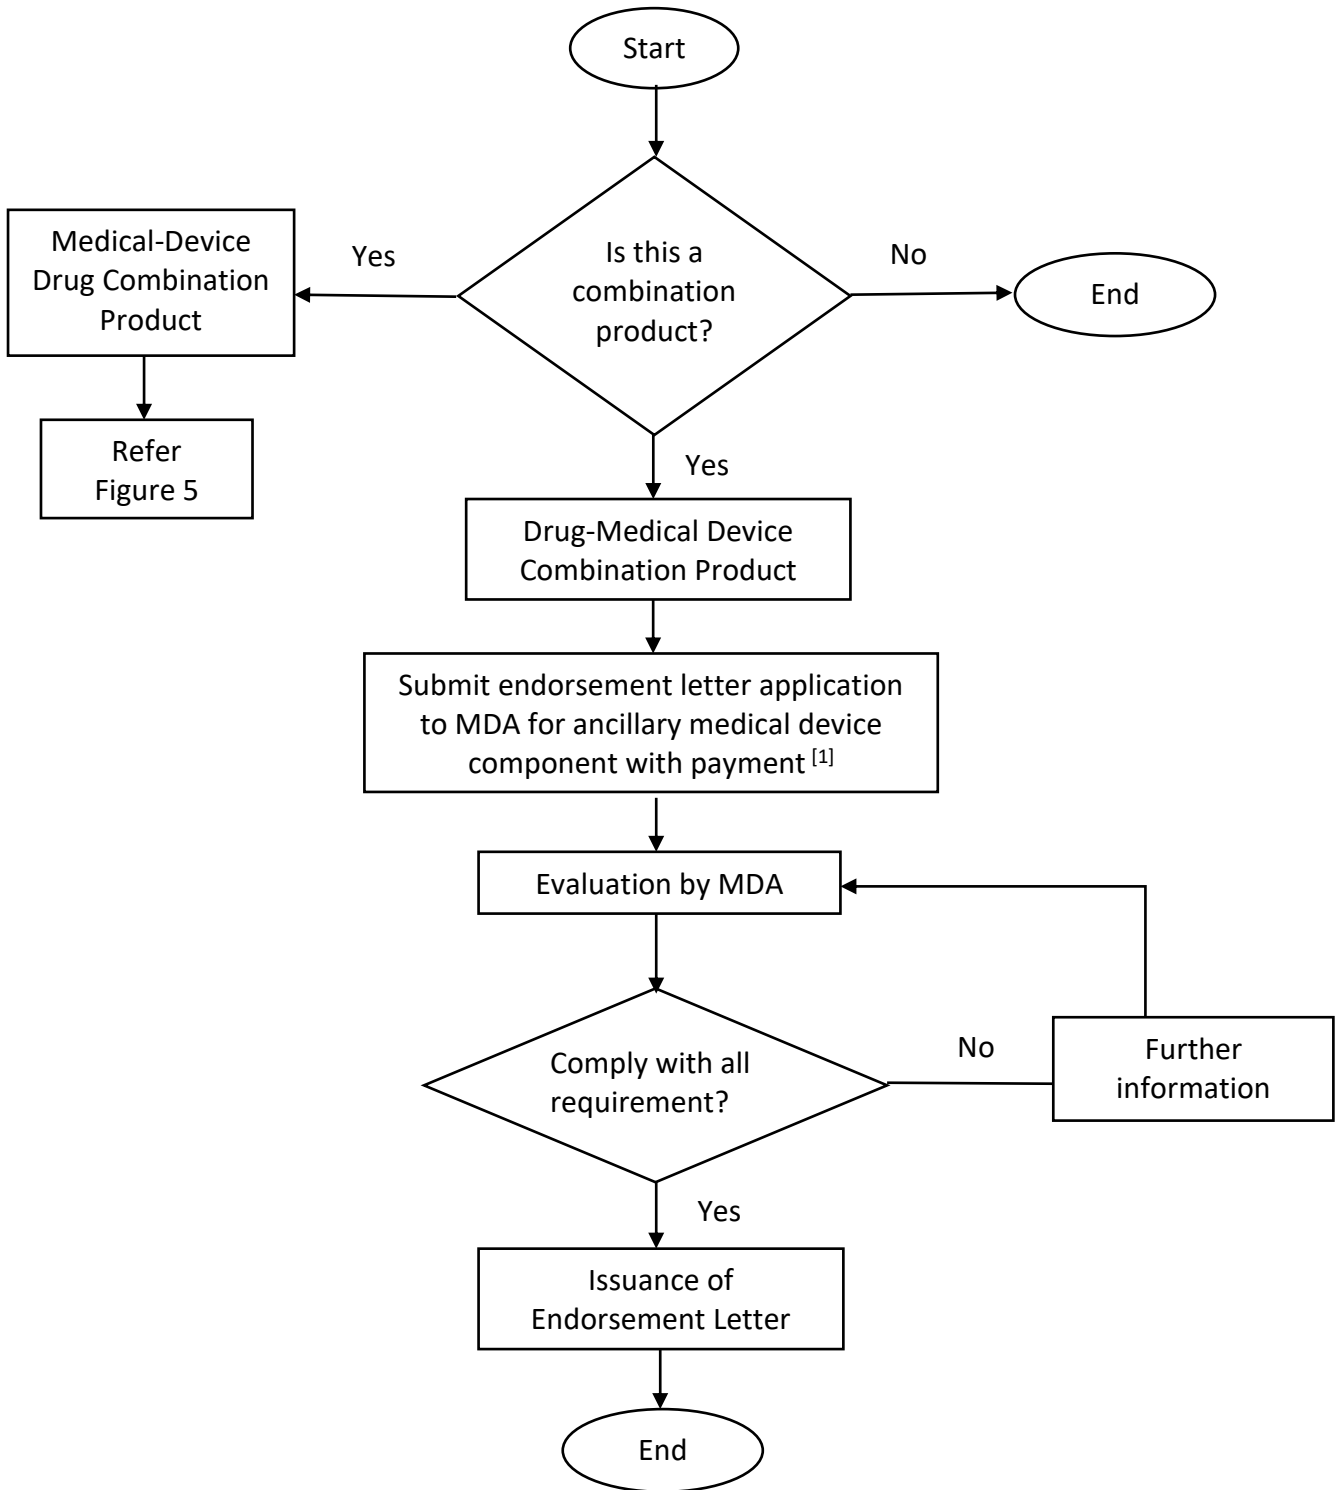 Start
Is this a
combination
product?
Yes
No
Medical-Device
Drug Combination
Product
End
Refer
Figure 5
Yes
Drug-Medical Device
Combination Product
Submit endorsement letter application
to MDA for ancillary medical device
component with payment [1]
Evaluation by MDA
Comply with all
requirement?
No
Further
information
Yes
Issuance of
Endorsement Letter
End